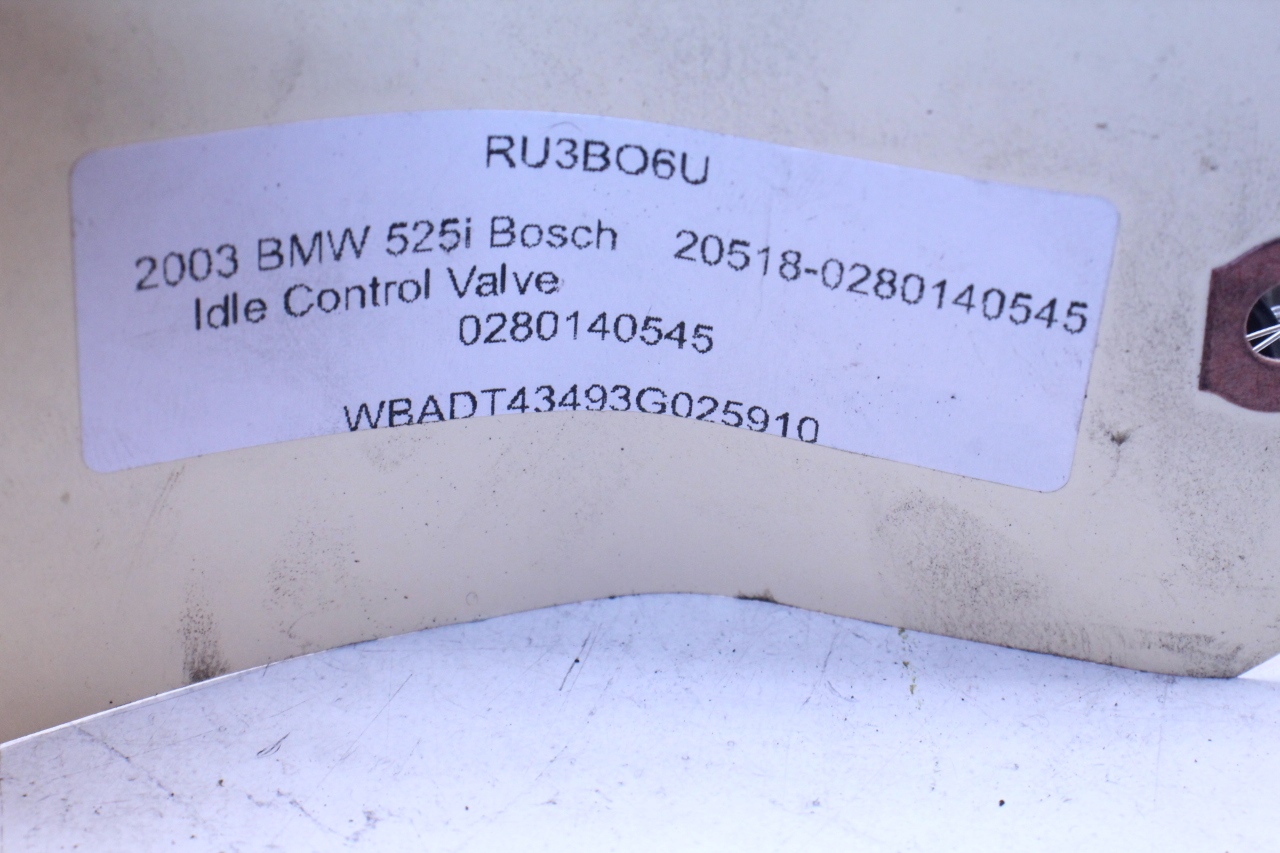 RU3BO6U
2003 BMW 525i Bosch 20518-0280140545
Idle Control Valve
0280140545
WBADT43493G025910